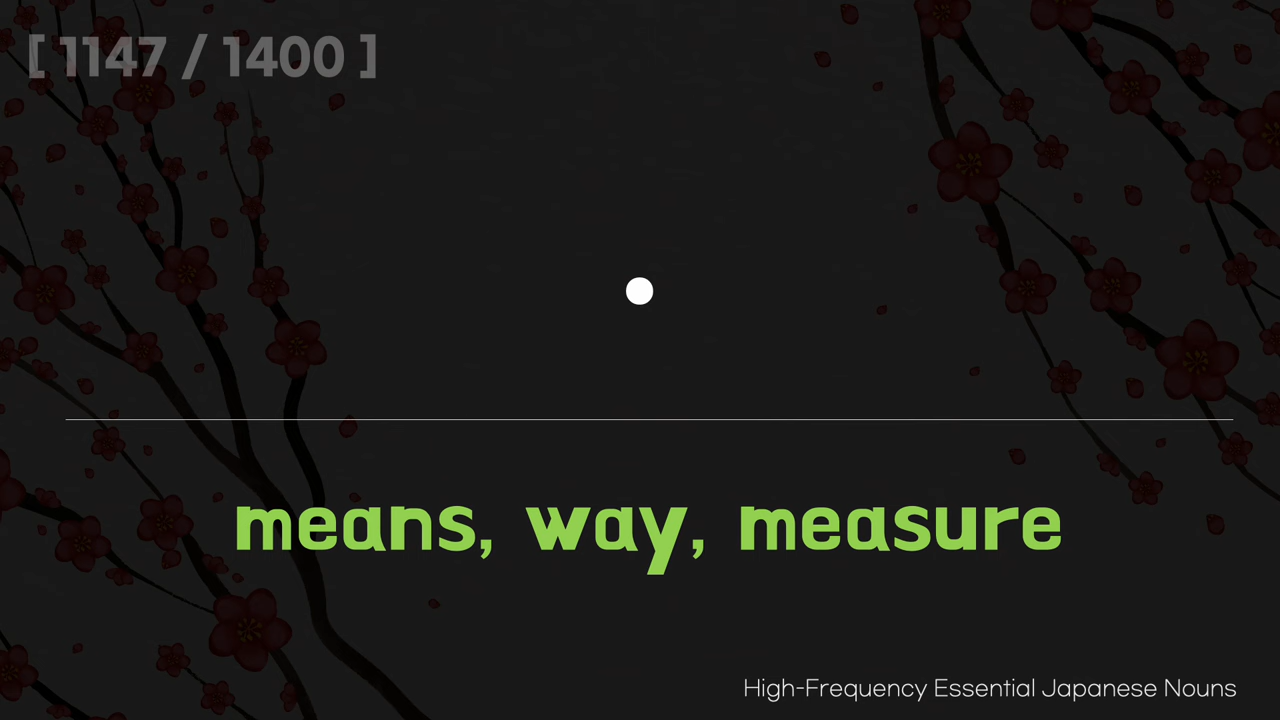 [ 1147 / 1400 ]
means, way, measure
High-Frequency Essential Japanese Nouns